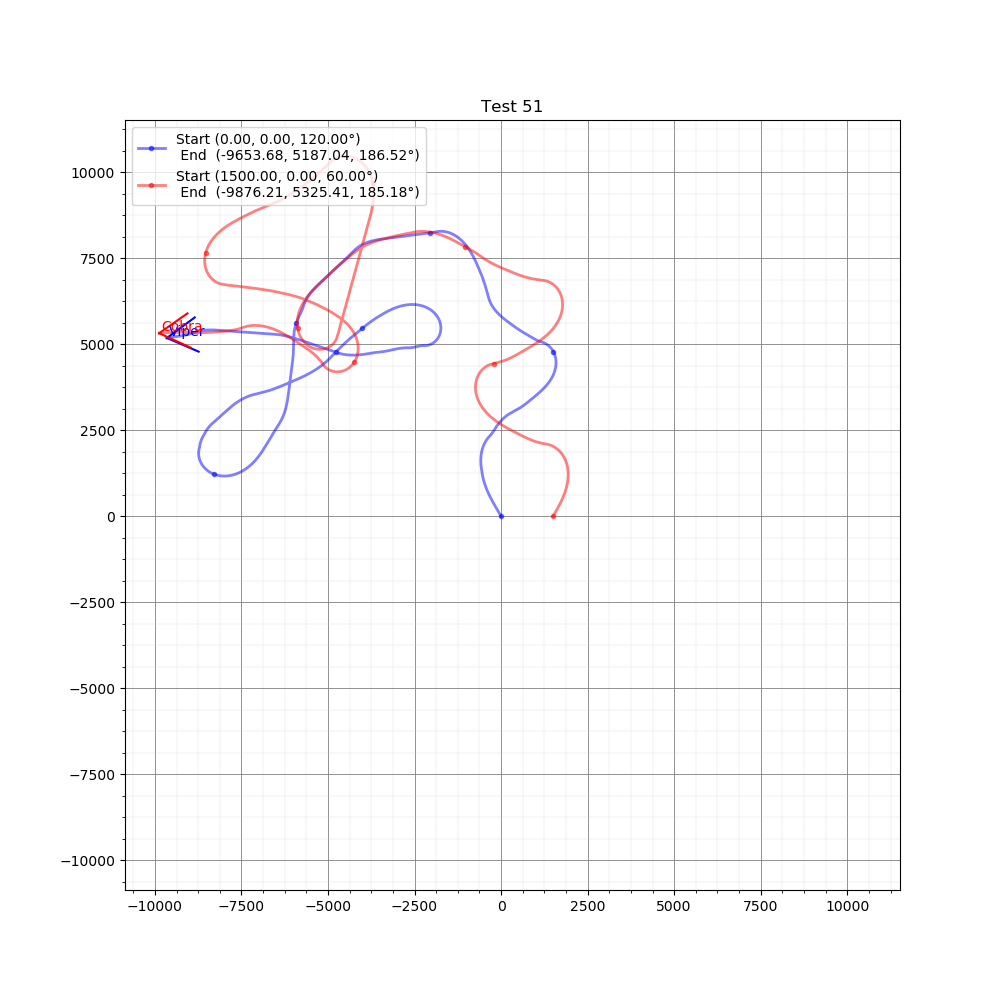 Test 51
Start (0.00, 0.00, 120.00°)
End (-9653.68, 5187.04, 186.52°)
Start (1500.00, 0.00, 60.00°)
End (-9876.21, 5325.41, 185.18°)
10000
7500
5000
2500
0
−2500
−5000
−7500
−10000
Cobra
Viper
−10000 −7500 −5000 −2500 0 2500 5000 7500 10000